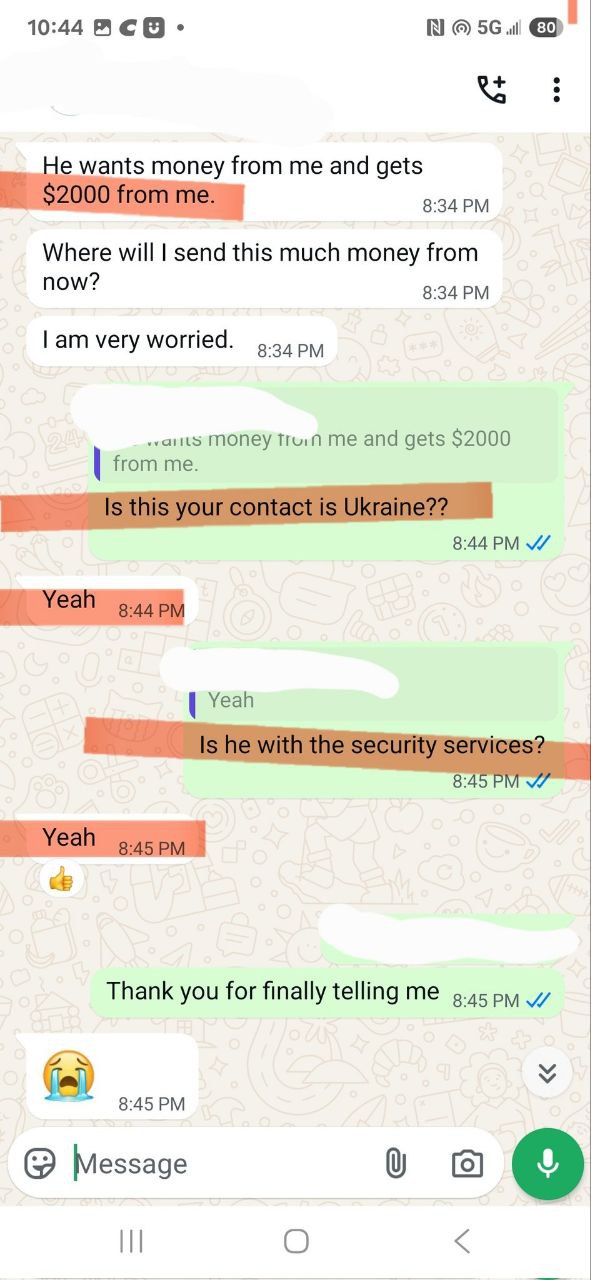 10:44
5G
80
He wants money from me and gets
$2000 from me.
8:34 PM
Where will I send this much money from
now?
8:34 PM
I am very worried.
8:34 PM
wants money from me and gets $2000
from me.
Is this your contact is Ukraine??
8:44 PM
Yeah
8:44 PM
Yeah
Is he with the security services?
8:45 PM
Yeah
8:45 PM
Thank you for finally telling me
8:45 PM
8:45 PM
Message